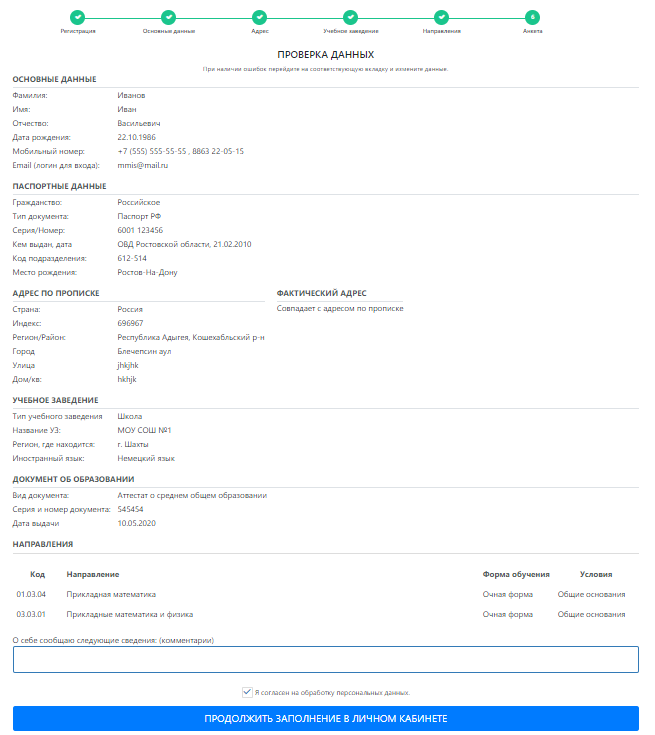 Регистрация Основные данные Адрес Учебное заведение Направления Анкета
ПРОВЕРКА ДАННЫХ
При наличии ошибок перейдите на соответствующую вкладку и измените данные.
ОСНОВНЫЕ ДАННЫЕ
Фамилия: Иванов
Имя: Иван
Отчество: Васильевич
Дата рождения: 22.10.1986
Мобильный номер: +7 (555) 555-55-55 , 8863 22-05-15
Email (логин для входа): mmis@mail.ru
ПАСПОРТНЫЕ ДАННЫЕ
Гражданство: Российское
Тип документа: Паспорт РФ
Серия/Номер: 6001 123456
Кем выдан, дата ОВД Ростовской области, 21.02.2010
Код подразделения: 612-514
Место рождения: Ростов-На-Дону
АДРЕС ПО ПРОПИСКЕ
Страна: Россия
Индекс: 696967
Регион/Район: Республика Адыгея, Кошехабльский р-н
Город Блечепсин аул
Улица jhkjhk
Дом/кв: hkhjk
ФАКТИЧЕСКИЙ АДРЕС
Совпадает с адресом по прописке
УЧЕБНОЕ ЗАВЕДЕНИЕ
Тип учебного заведения Школа
Название УЗ: МОУ СОШ №1
Регион, где находится: г. Шахты
Иностранный язык: Немецкий язык
ДОКУМЕНТ ОБ ОБРАЗОВАНИИ
Вид документа: Аттестат о среднем общем образовании
Серия и номер документа: 545454
Дата выдачи 10.05.2020
НАПРАВЛЕНИЯ
Код Направление Форма обучения Условия
01.03.04 Прикладная математика Очная форма Общие основания
03.03.01 Прикладные математика и физика Очная форма Общие основания
О себе сообщаю следующие сведения: (комментарии)
Я согласен на обработку персональных данных.
ПРОДОЛЖИТЬ ЗАПОЛНЕНИЕ В ЛИЧНОМ КАБИНЕТЕ